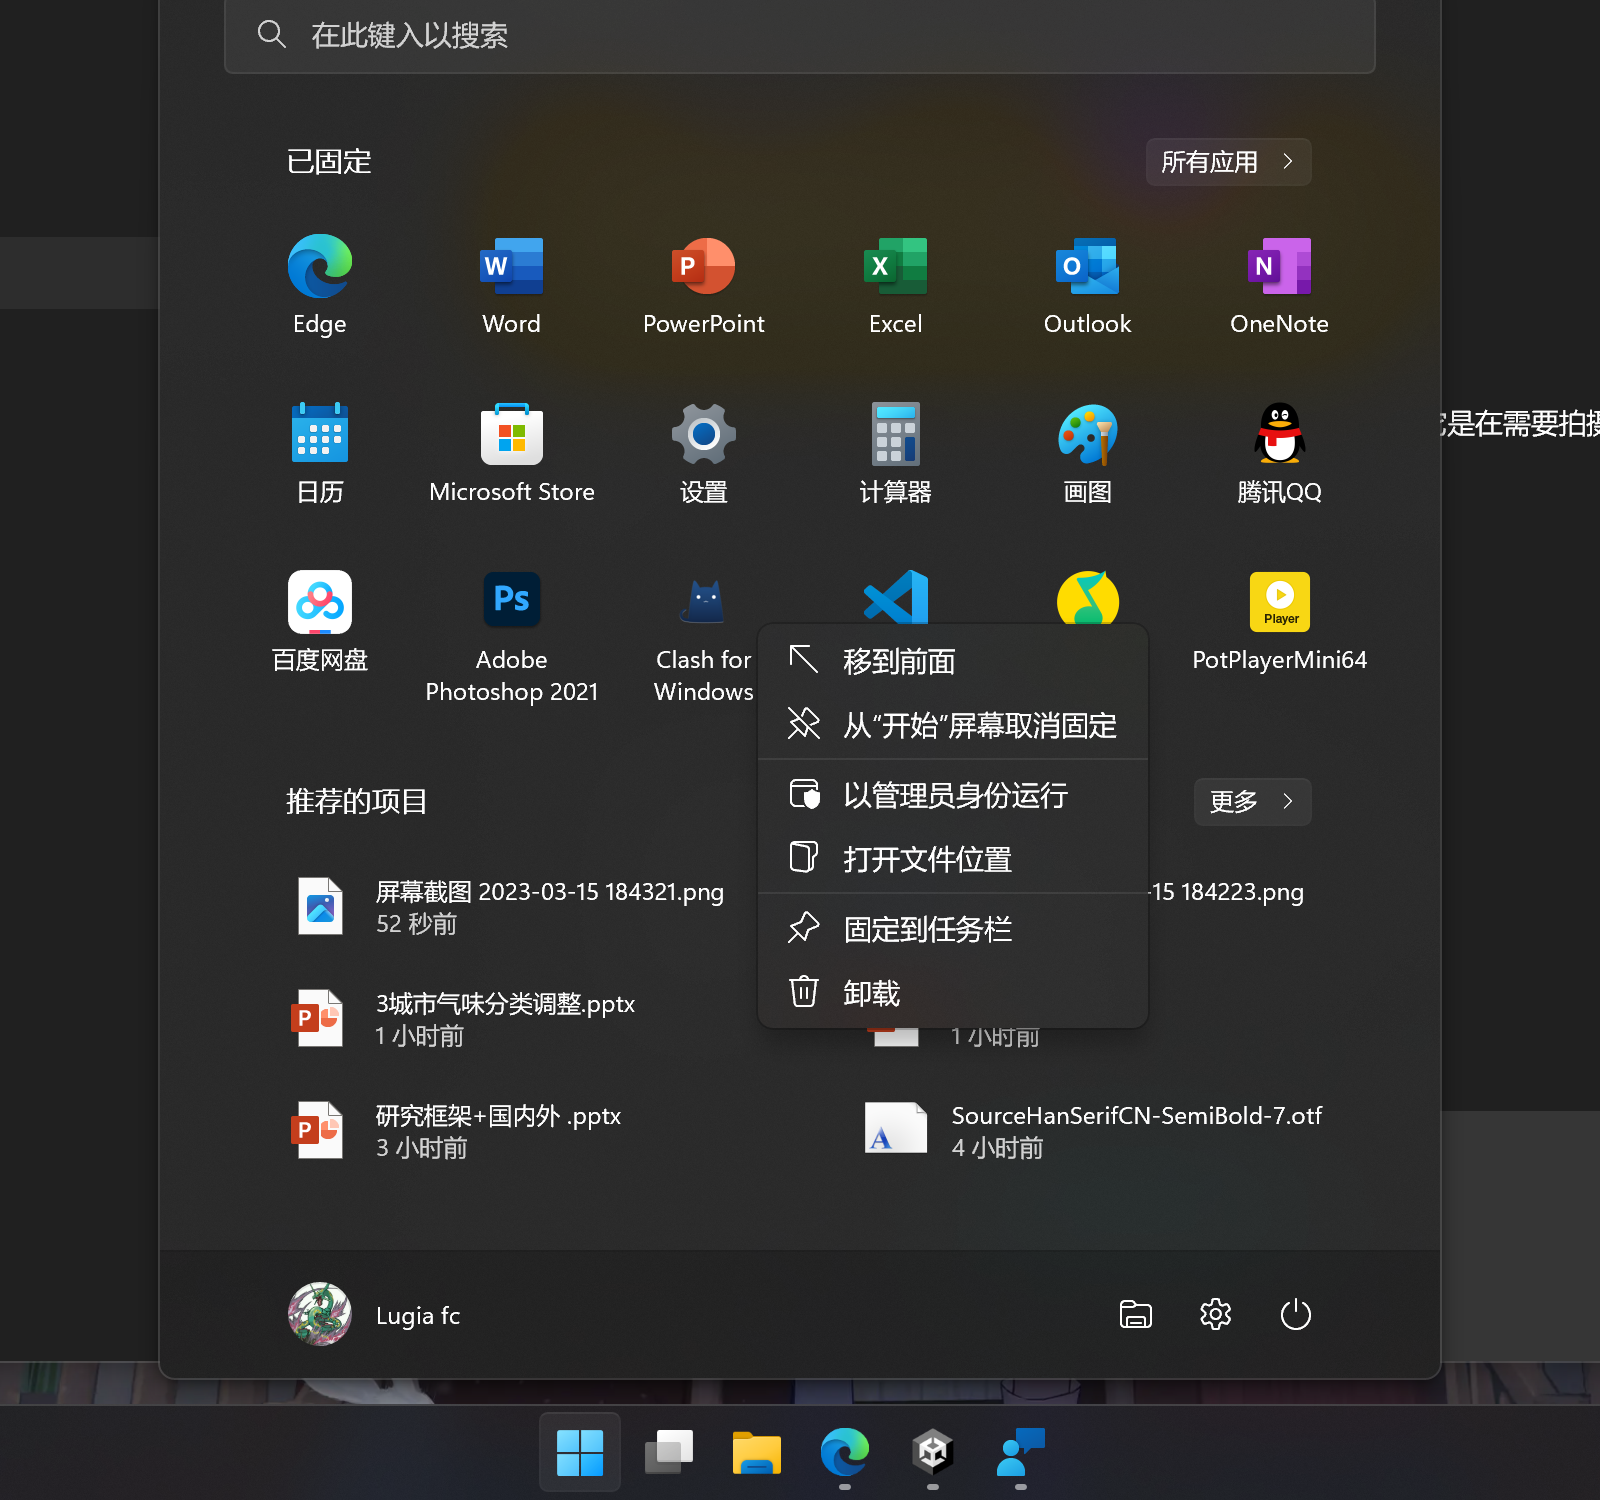 在此键入以搜索
已固定
所有应用
Edge
Word
PowerPoint
Excel
Outlook
OneNote
日历
Microsoft Store
设置
计算器
画图
腾讯QQ
是在需要拍
百度网盘
Ps
Adobe
Photoshop 2021
Clash for
Windows
Player
PotPlayerMini64
移到前面
从“开始”屏幕取消固定
以管理员身份运行
打开文件位置
固定到任务栏
卸载
推荐的项目
更多
屏幕截图 2023-03-15 184321.png
52 秒前
-15 184223.png
3城市气味分类调整.pptx
1 小时前
1 小时前
研究框架+国内外 .pptx
3 小时前
SourceHanSerifCN-SemiBold-7.otf
4 小时前
Lugia fc